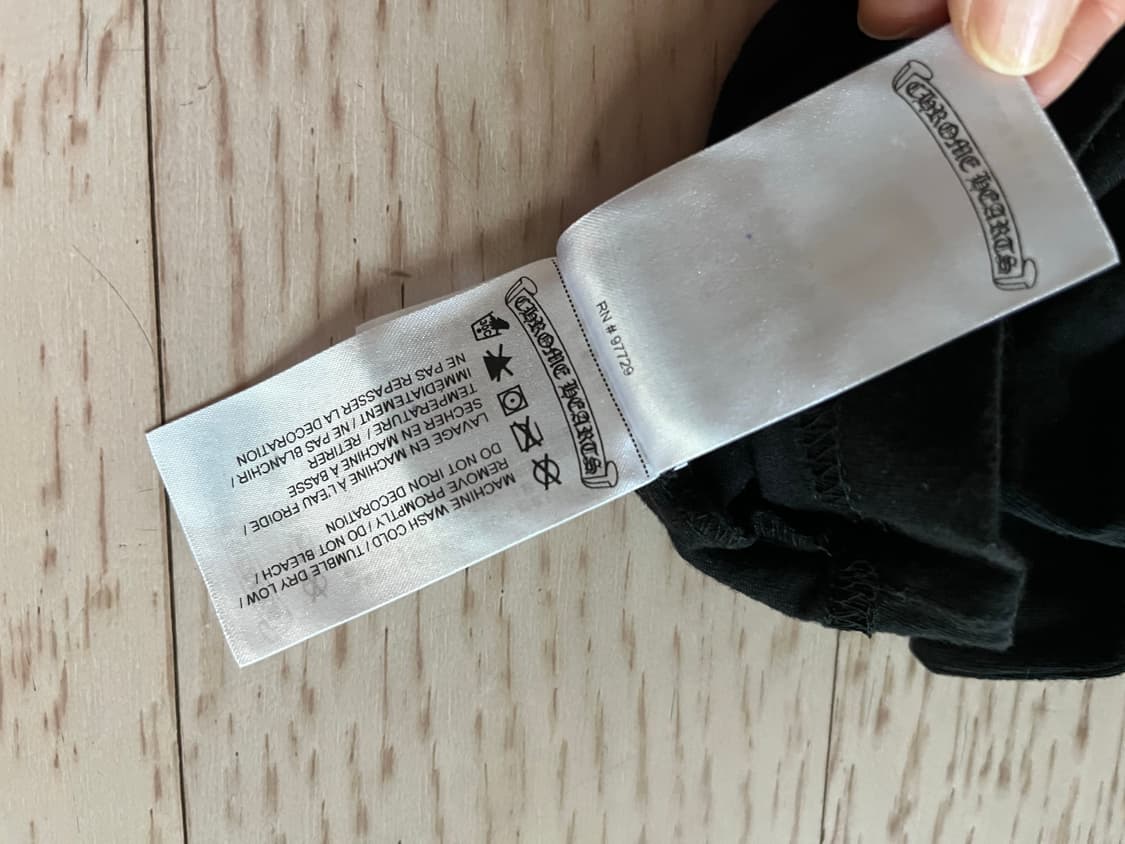 CHROME HEARTS
RN # 97729
CHROME HEARTS
MACHINE WASH COLD / TUMBLE DRY LOW /
REMOVE PROMPTLY / DO NOT BLEACH /
DO NOT IRON DECORATION
LAVAGE EN MACHINE À L'EAU FROIDE /
SECHER EN MACHINE À BASSE
TEMPERATURE / RETIRER
IMMÉDIATEMENT / NE PAS BLANCHIR /
NE PAS REPASSER LA DECORATION